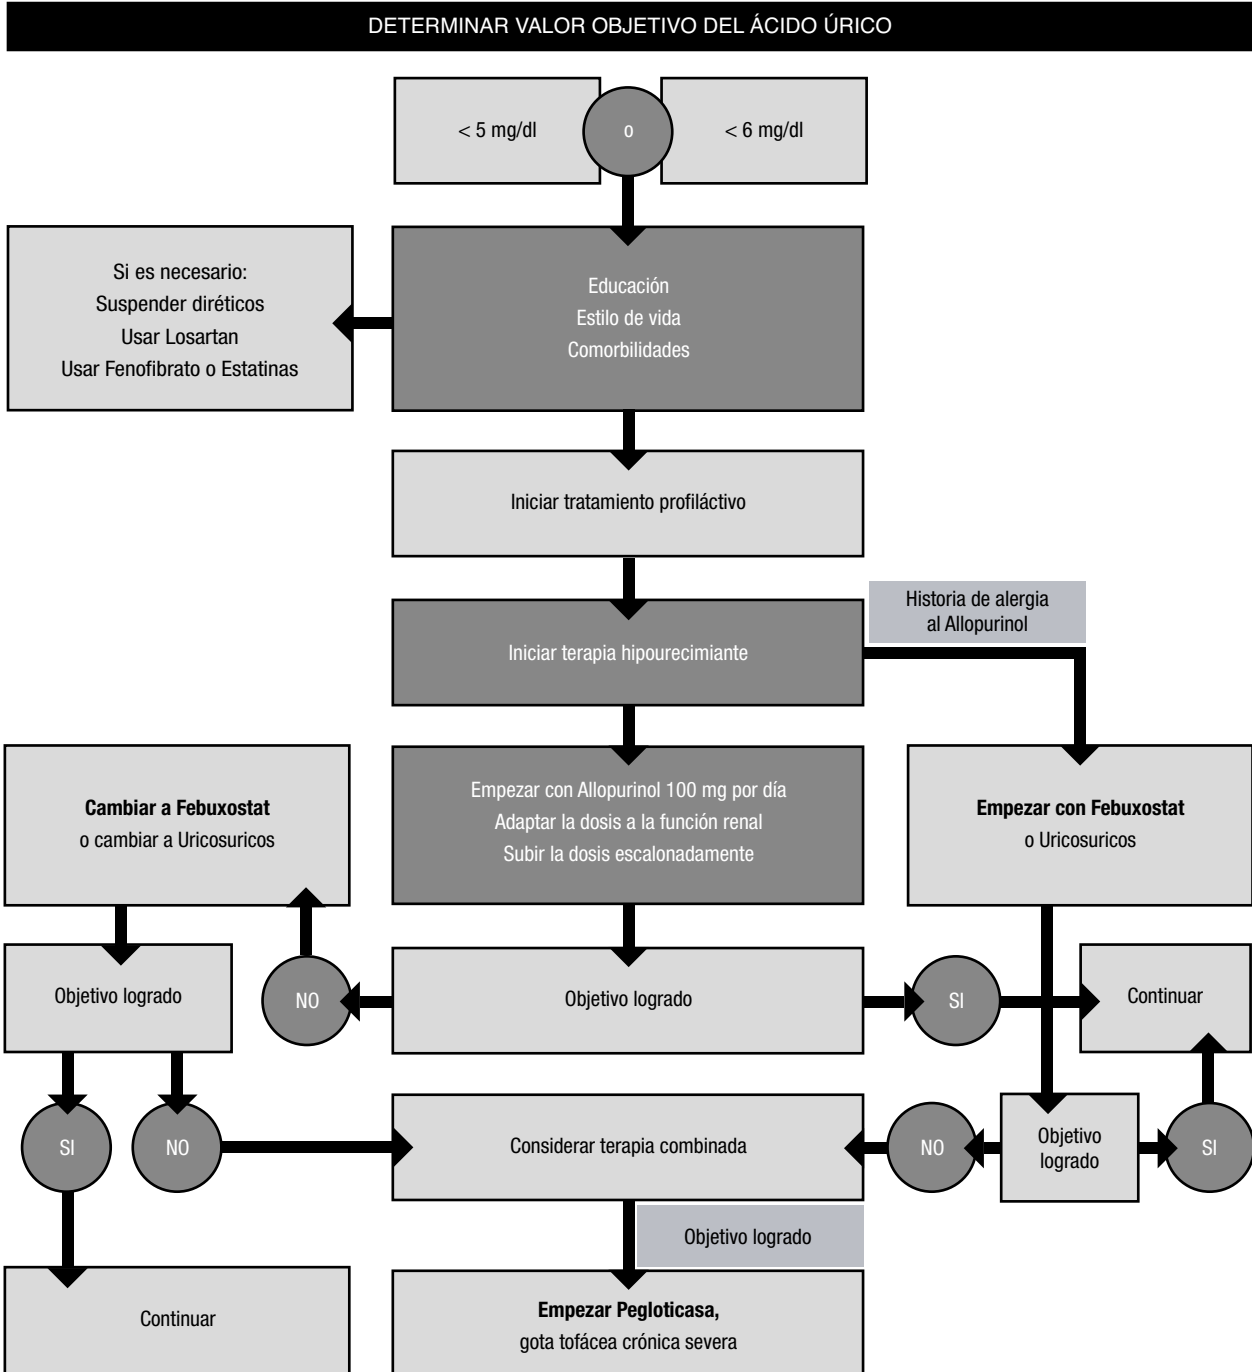 DETERMINAR VALOR OBJETIVO DEL ÁCIDO ÚRICO
< 5 mg/dl
o
< 6 mg/dl
Si es necesario:
Suspender diréticos
Usar Losartan
Usar Fenofibrato o Estatinas
Educación
Estilo de vida
Comorbilidades
Iniciar tratamiento profiláctivo
Iniciar terapia hipourecimiante
Historia de alergia
al Allopurinol
Cambiar a Febuxostat
o cambiar a Uricosuricos
Empezar con Allopurinol 100 mg por día
Adaptar la dosis a la función renal
Subir la dosis escalonadamente
Empezar con Febuxostat
o Uricosuricos
Objetivo logrado
NO
Objetivo logrado
SI
Continuar
SI
NO
Considerar terapia combinada
NO
Objetivo
logrado
SI
Objetivo logrado
Continuar
Empezar Pegloticasa,
gota tofácea crónica severa